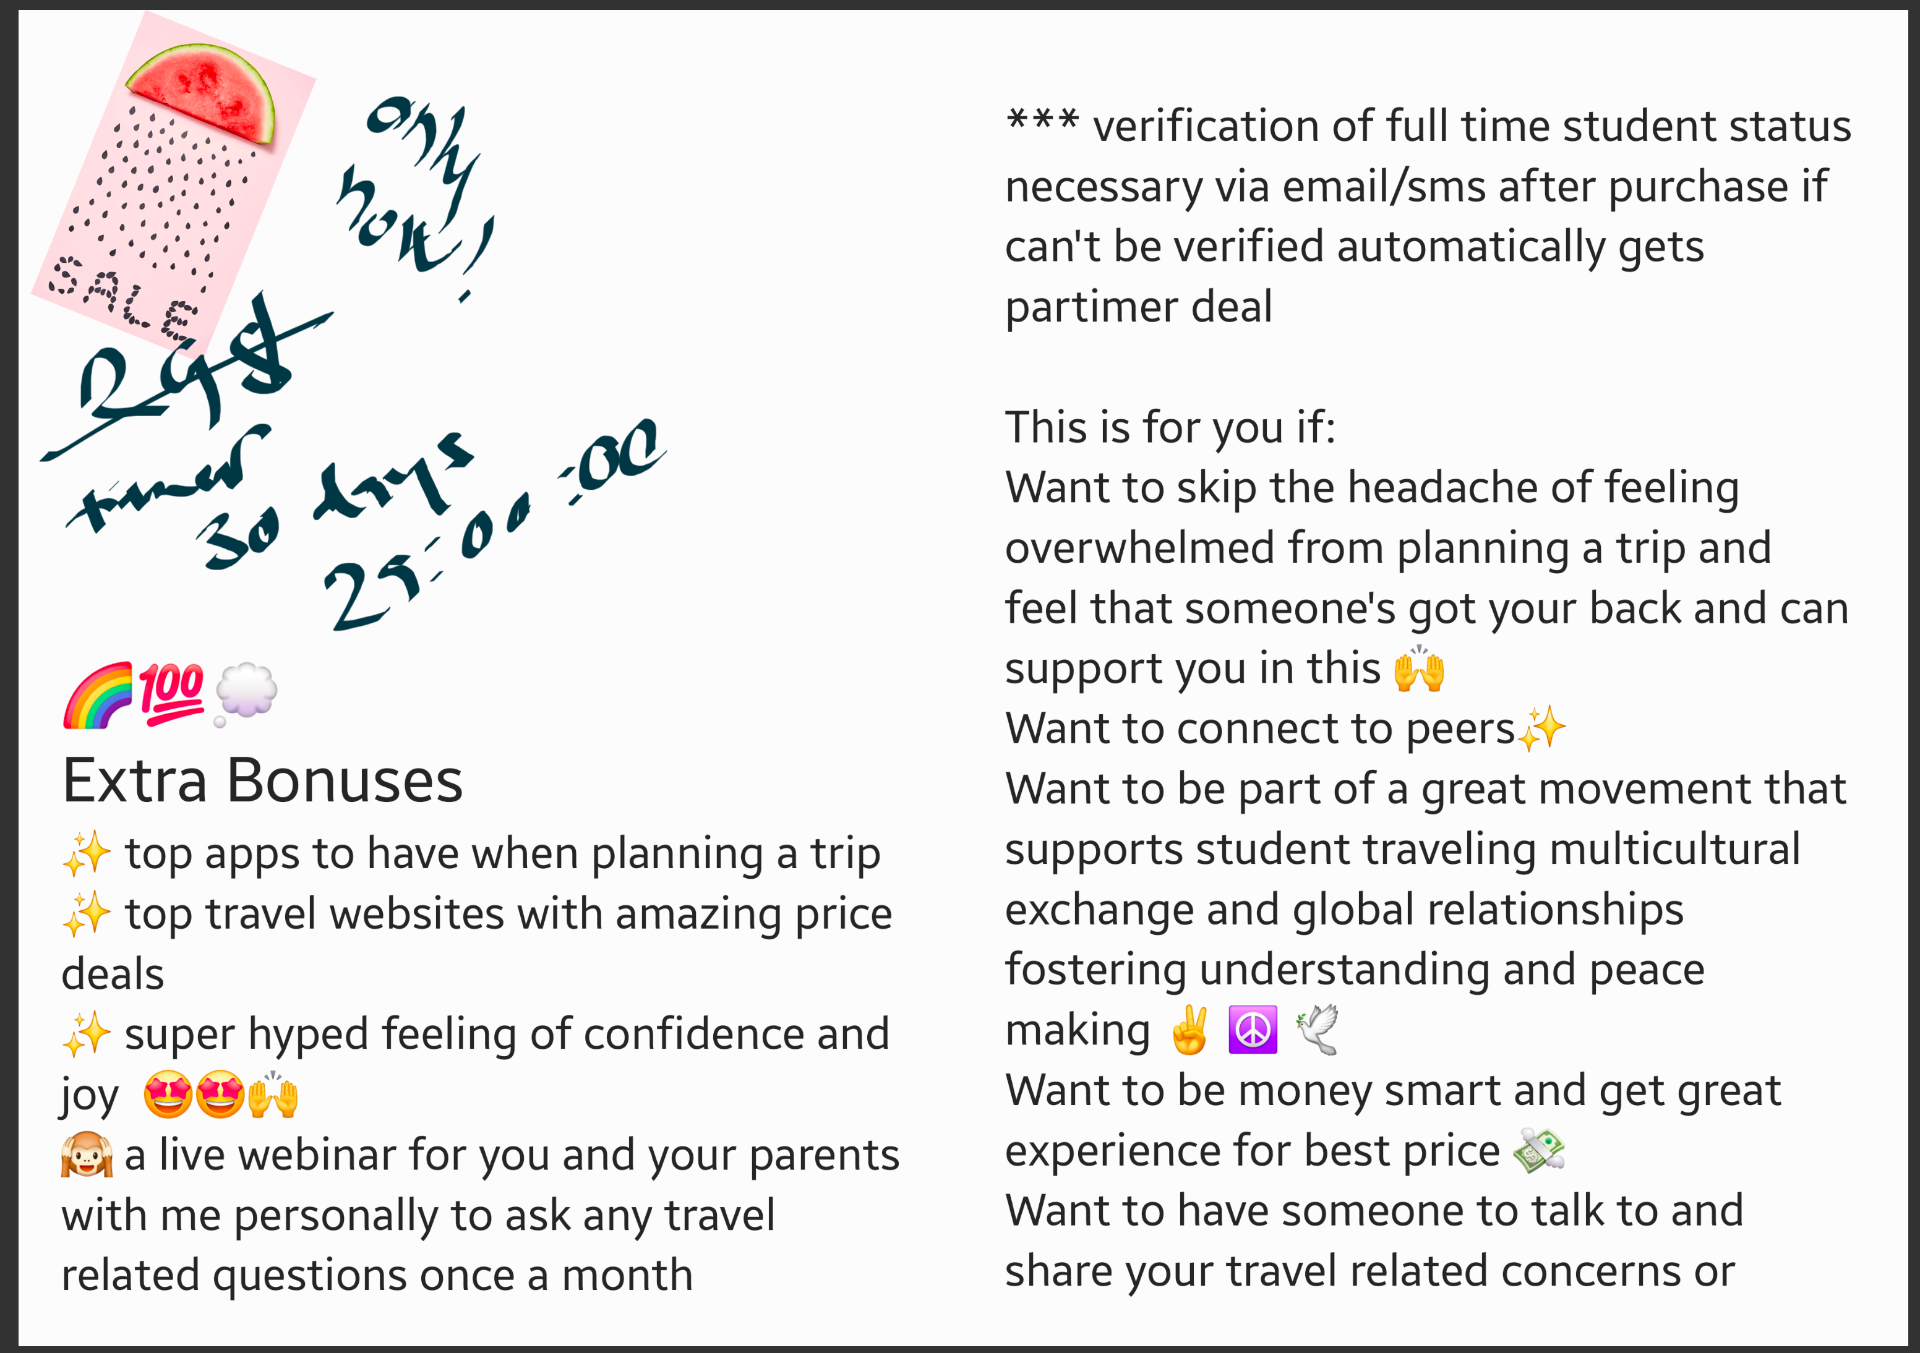 SALE
only
now!
29$
timer
30 days
25:00:00
🌈💯💭
Extra Bonuses
✨ top apps to have when planning a trip
✨ top travel websites with amazing price
deals
✨ super hyped feeling of confidence and
joy 🤩🤩🙌
🙉 a live webinar for you and your parents
with me personally to ask any travel
related questions once a month
*** verification of full time student status
necessary via email/sms after purchase if
can't be verified automatically gets
partimer deal
This is for you if:
Want to skip the headache of feeling
overwhelmed from planning a trip and
feel that someone's got your back and can
support you in this 🙌
Want to connect to peers✨
Want to be part of a great movement that
supports student traveling multicultural
exchange and global relationships
fostering understanding and peace
making ✌️ ☮️ 🕊️
Want to be money smart and get great
experience for best price 💸
Want to have someone to talk to and
share your travel related concerns or